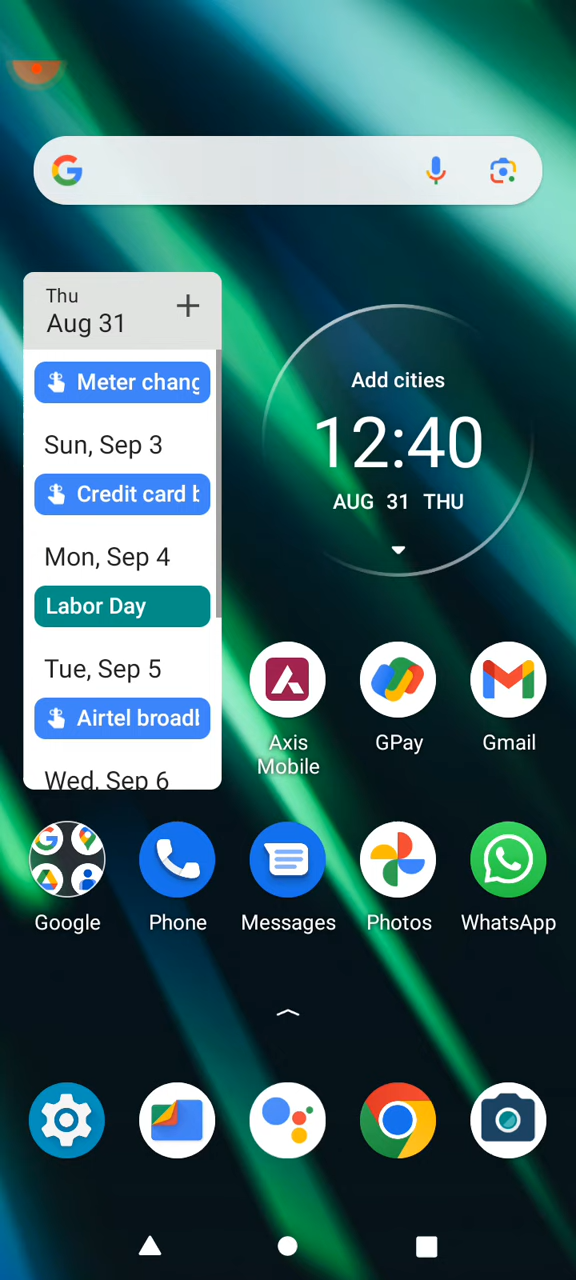 Thu
Aug 31
Meter chang
Sun, Sep 3
Credit card b
Mon, Sep 4
Labor Day
Tue, Sep 5
Airtel broadb
Wed, Sep 6
Add cities
12:40
AUG 31 THU
Axis
Mobile
GPay
Gmail
Google
Phone
Messages
Photos
WhatsApp